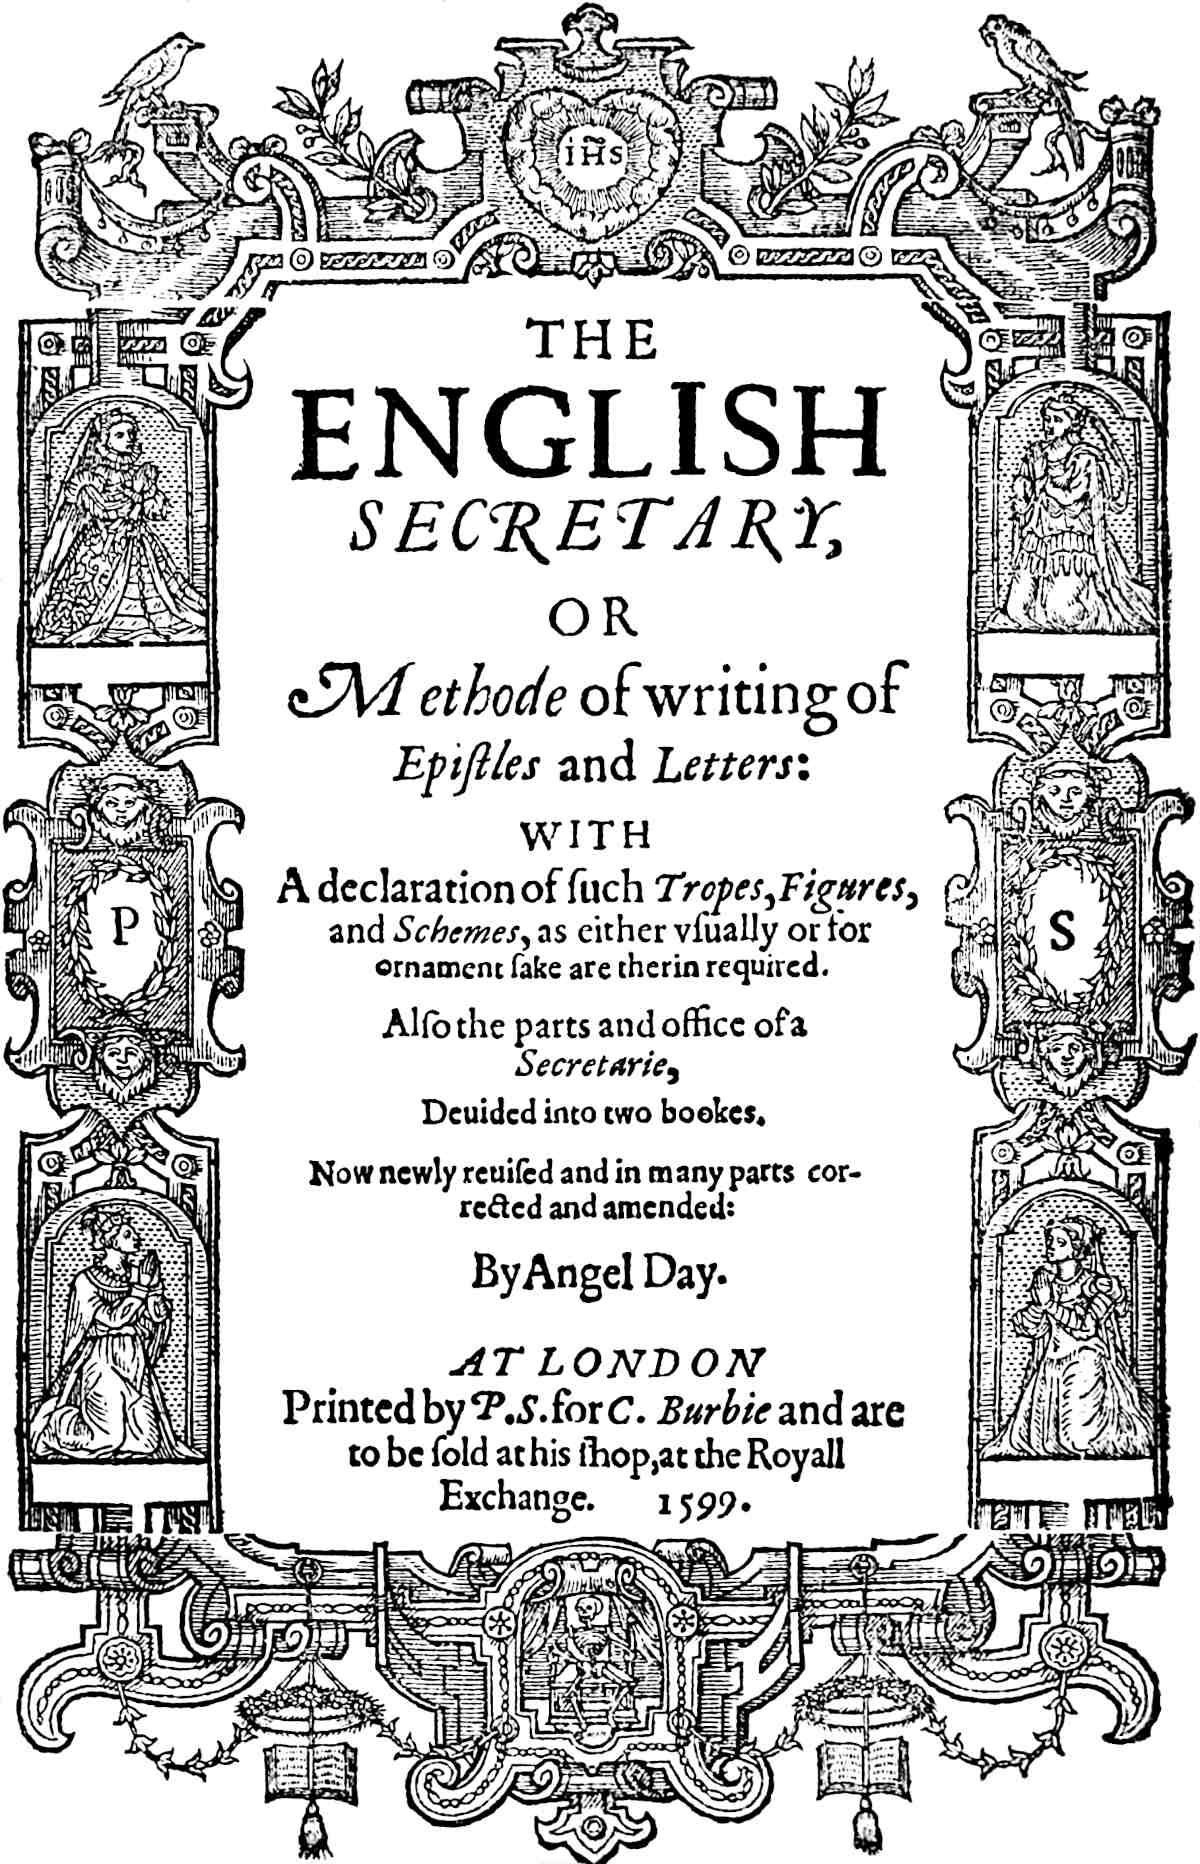 IHS
THE
ENGLISH
SECRETARY,
OR
Methode of writing of
Epiſtles and Letters:
WITH
A declaration of ſuch Tropes, Figures,
and Schemes, as either vſually or for
ornament ſake are therin required.
Alſo the parts and office of a
Secretarie,
Deuided into two bookes.
Now newly reuiſed and in many parts cor-
rected and amended:
By Angel Day.
P
S
AT LONDON
Printed by P.S. for C. Burbie and are
to be ſold at his ſhop, at the Royall
Exchange. 1599.